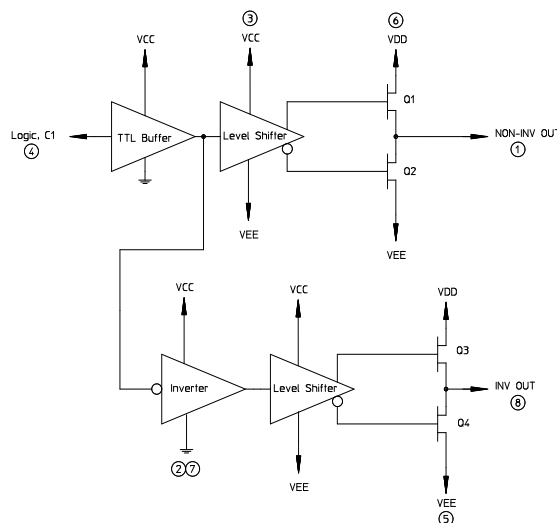 ③ ⑥
VCC VCC VDD
Q1
Logic, C1 TTL Buffer Level Shifter NON-INV OUT
④ ①
Q2
VEE VEE
VCC VCC VDD
Q3
Inverter Level Shifter INV OUT
⑧
Q4
②⑦
VEE VEE
⑤